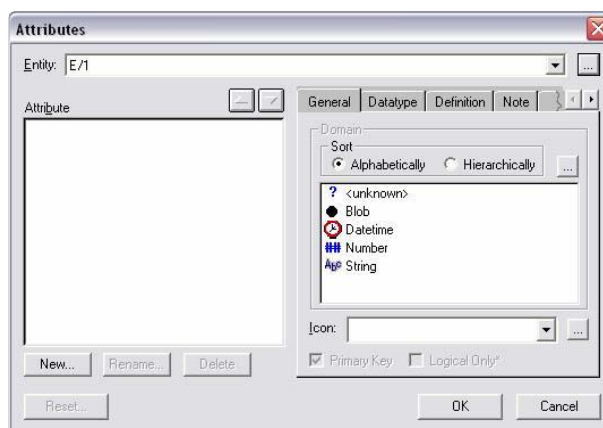 Attributes
Entity: E/1 ...
Attribute
General Datatype Definition Note
Domain
Sort
Alphabetically Hierarchically ...
? <unknown>
Blob
Datetime
## Number
Abc String
Icon: ...
New... Rename... Delete
Primary Key Logical Only*
Reset... OK Cancel